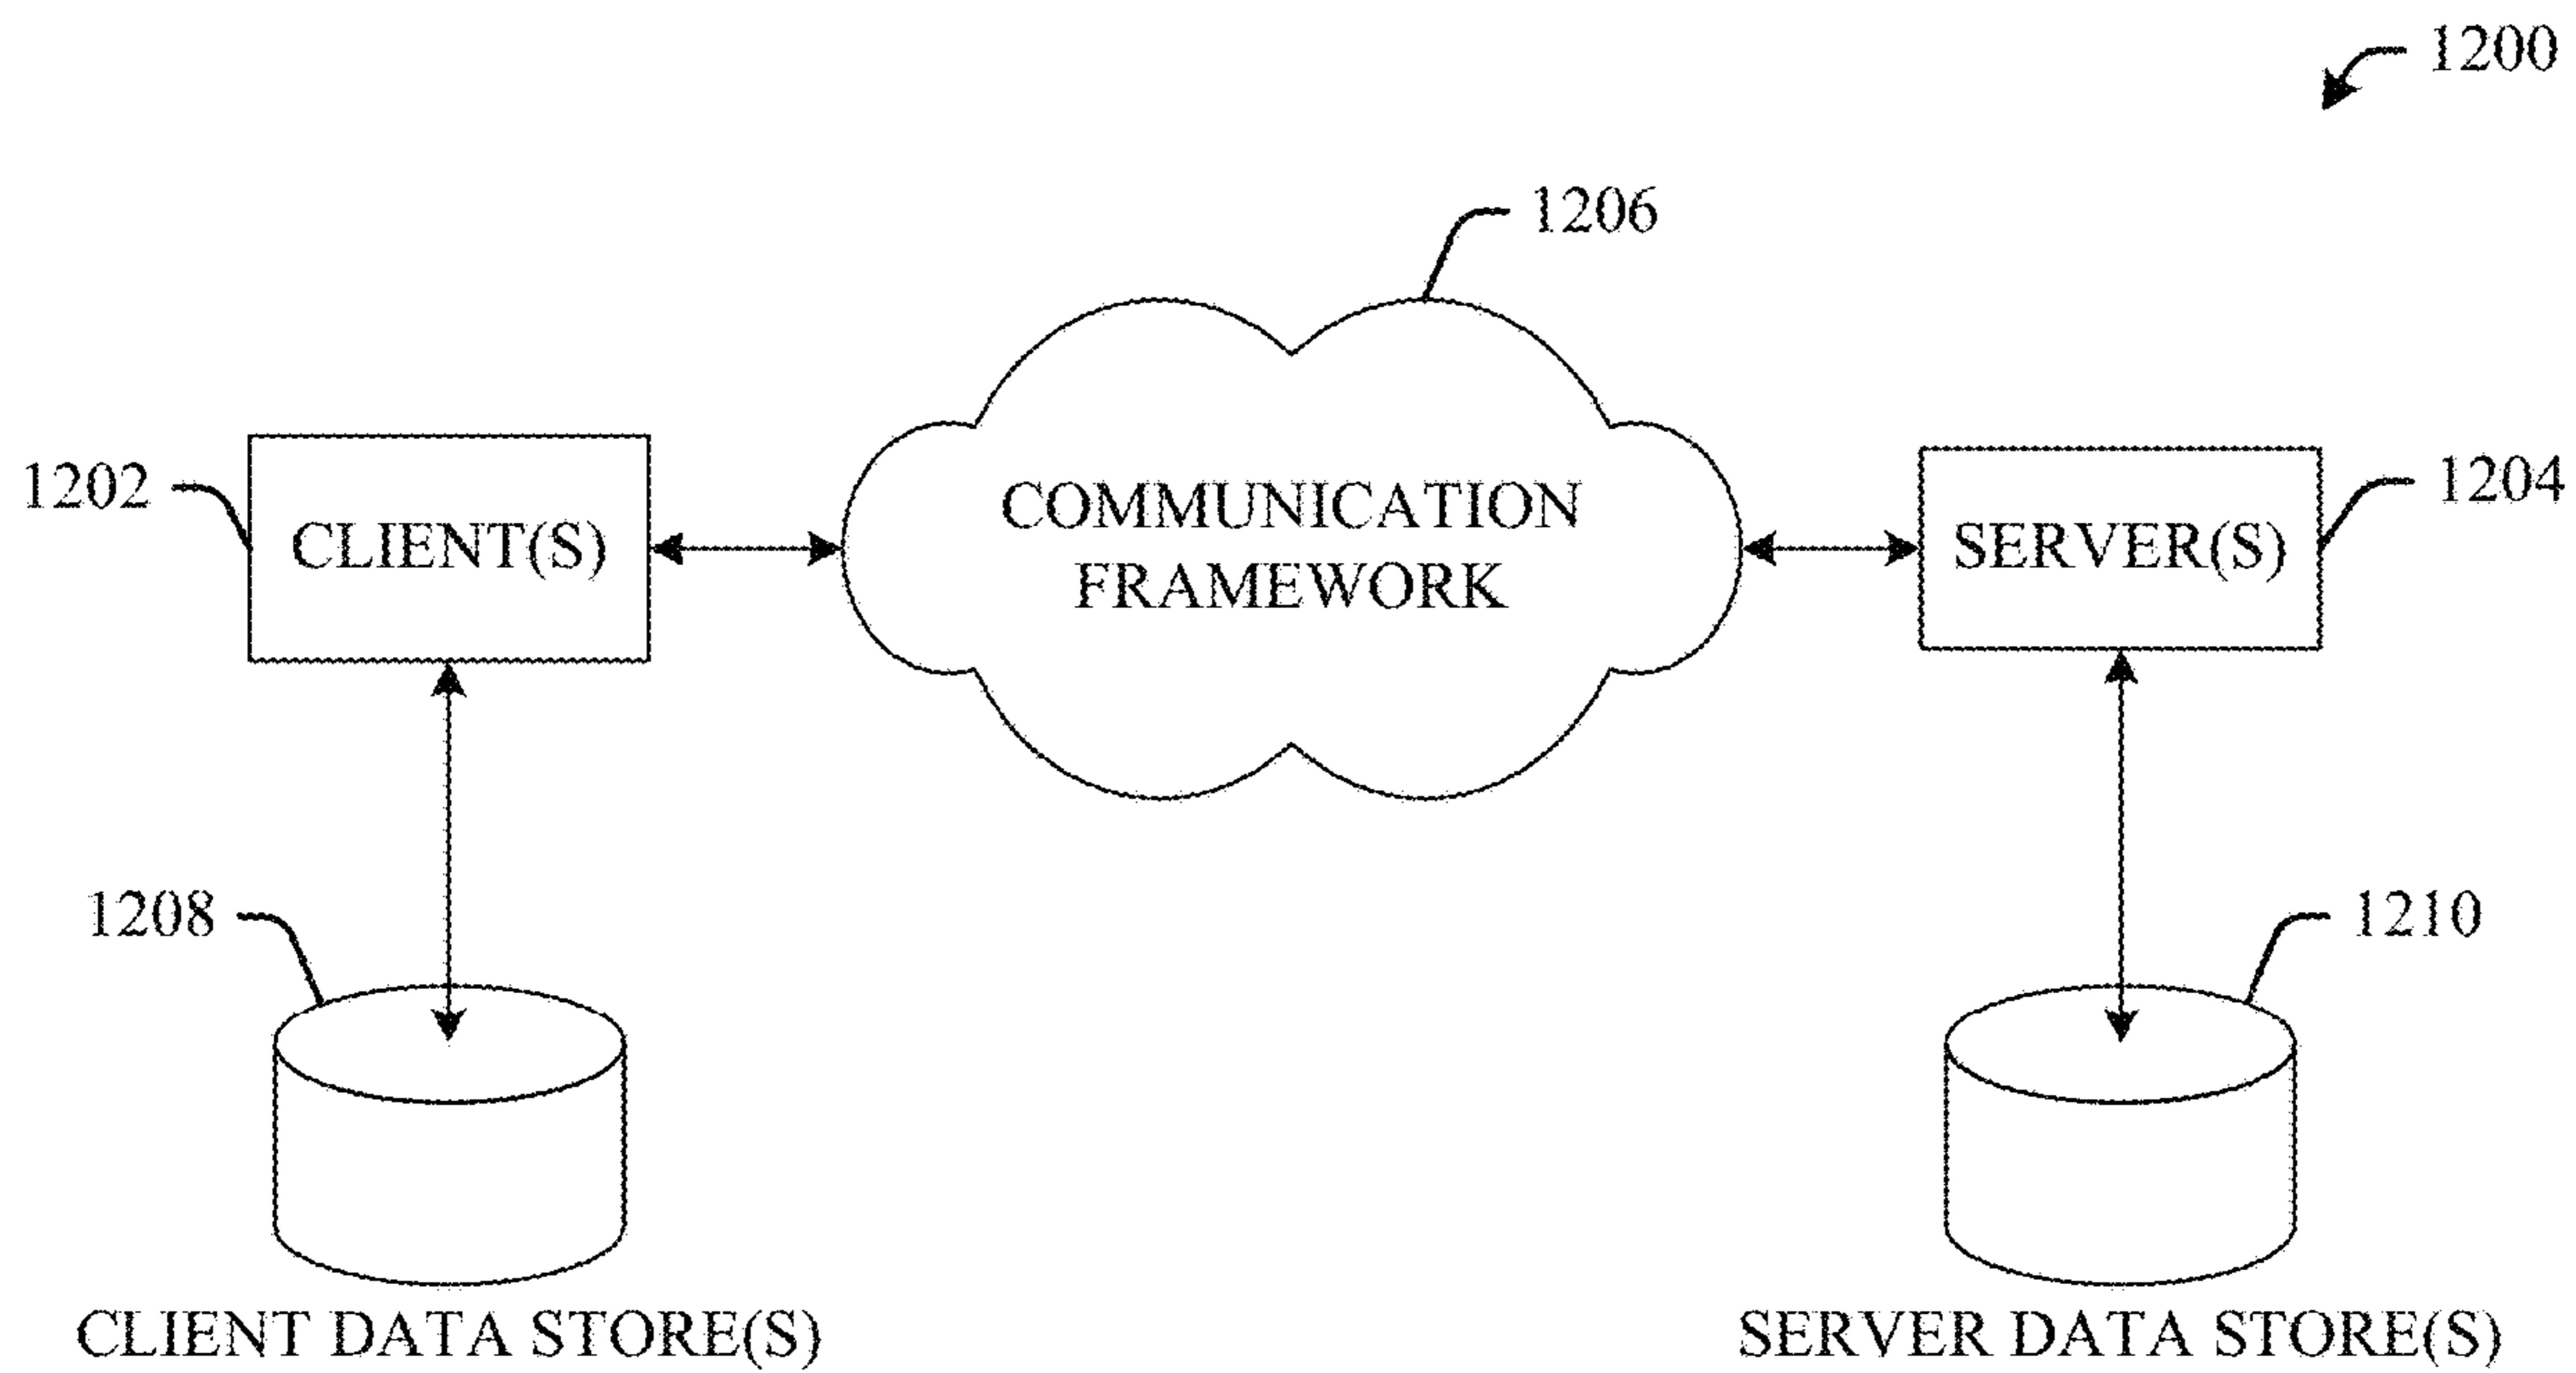 1200
1206
1202
CLIENT(S)
COMMUNICATION
FRAMEWORK
SERVER(S)
1204
1208
1210
CLIENT DATA STORE(S)
SERVER DATA STORE(S)